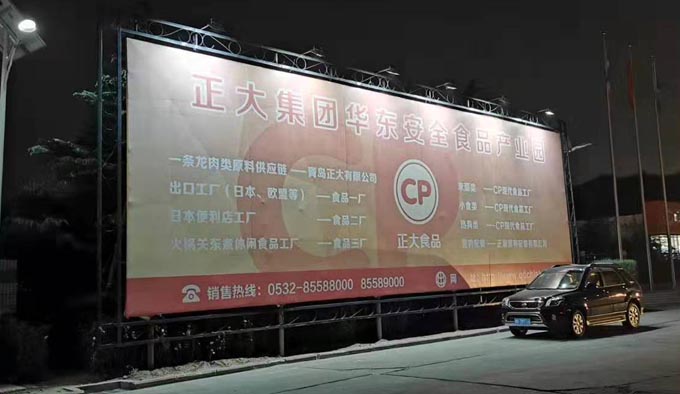 正大集团华东安全食品产业园
一条龙肉类原料供应链——青岛正大有限公司
出口工厂（日本、欧盟等）——食品一厂
日本便利店工厂——食品二厂
火锅关东煮休闲食品工厂——食品三厂
CP
正大食品
——CP现代食品工厂
小食类——CP现代食品工厂
——CP现代食品工厂
销售热线：0532-85588000 85589000
http://www.